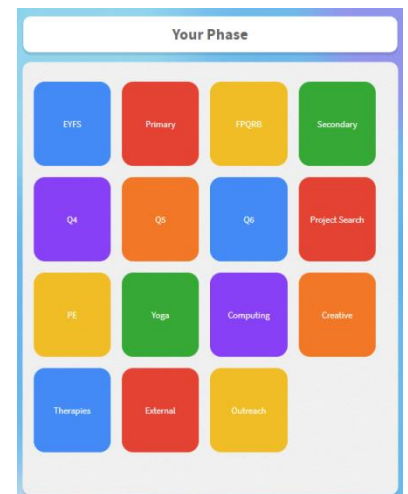 Your Phase
EYFS
Primary
FPQRB
Secondary
Q4
Q5
Q6
Project Search
PE
Yoga
Computing
Creative
Therapies
External
Outreach